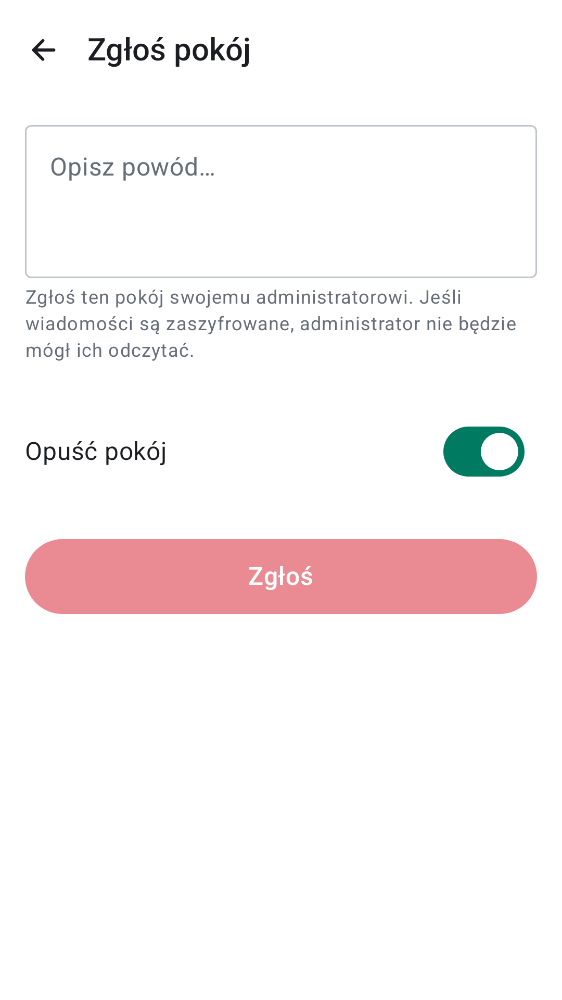 Zgłoś pokój
Opisz powód…
Zgłoś ten pokój swojemu administratorowi. Jeśli
wiadomości są zaszyfrowane, administrator nie będzie
mógł ich odczytać.
Opuść pokój
Zgłoś